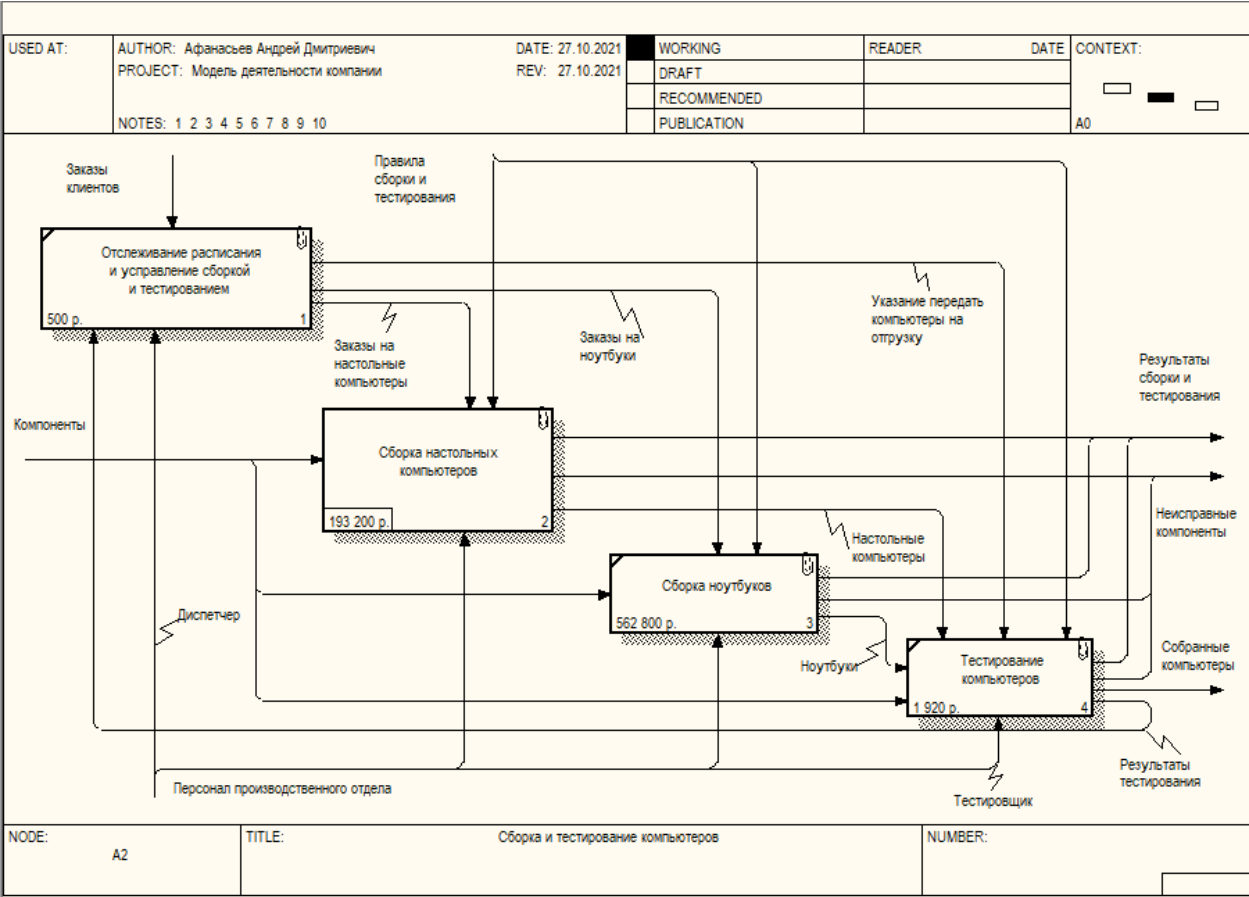 USED AT:
AUTHOR: Афанасьев Андрей Дмитриевич
DATE: 27.10.2021
PROJECT: Модель деятельности компании
REV: 27.10.2021
NOTES: 1 2 3 4 5 6 7 8 9 10
WORKING
DRAFT
RECOMMENDED
PUBLICATION
READER
DATE
CONTEXT:
A0
Заказы
клиентов
Правила
сборки и
тестирования
Отслеживание расписания
и усправление сборкой
и тестированием
500 р.
1
Указание передать
компьютеры на
отгрузку
Заказы на
настольные
компьютеры
Заказы на
ноутбуки
Результаты
сборки и
тестирования
Компоненты
Сборка настольных
компьютеров
193 200 р.
2
Неисправные
компоненты
Настольные
компьютеры
Сборка ноутбуков
562 800 р.
3
Диспетчер
Ноутбуки
Тестирование
компьютеров
1 920 р.
4
Собранные
компьютеры
Результаты
тестирования
Персонал производственного отдела
Тестировщик
NODE:
A2
TITLE:
Сборка и тестирование компьютеров
NUMBER: